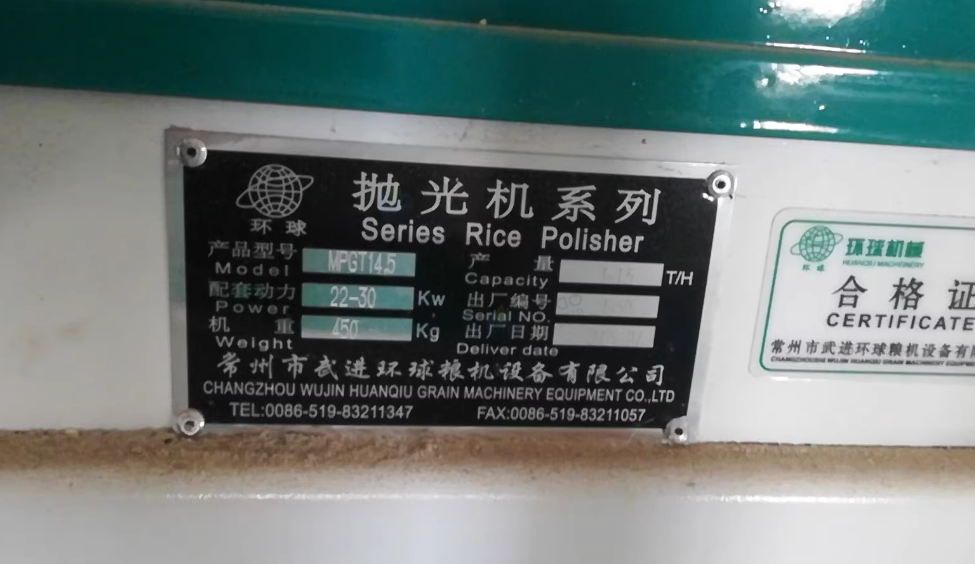 环球
抛光机系列
Series Rice Polisher
产品型号 MPGT14.5
Model
配套动力 22-30 Kw
Power
机重 450 Kg
Weight
产量 T/H
Capacity
出厂编号
Serial NO.
出厂日期
Deliver date
常州市武进环球粮机设备有限公司
CHANGZHOU WUJIN HUANQIU GRAIN MACHINERY EQUIPMENT CO.,LTD
TEL:0086-519-83211347 FAX:0086-519-83211057
环球机械
HUANQIU MACHINERY
环球
合格证
CERTIFICATE
常州市武进环球粮机设备有